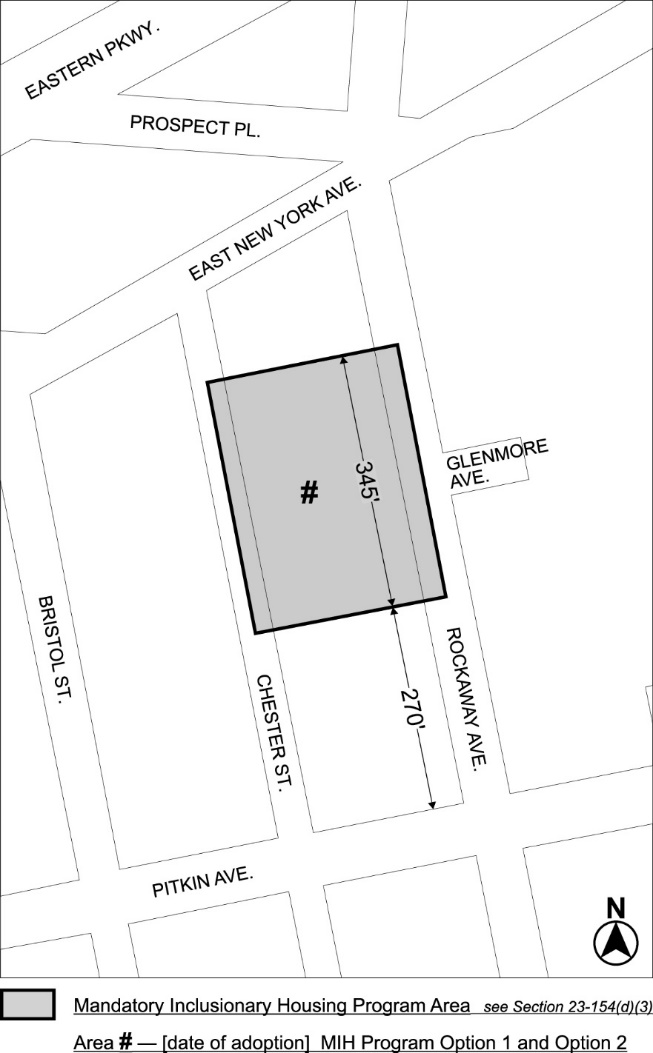 EASTERN PKWY.
PROSPECT PL.
EAST NEW YORK AVE.
GLENMORE
AVE.
345'
#
BRISTOL ST.
CHESTER ST.
ROCKAWAY AVE.
270'
PITKIN AVE.
N
Mandatory Inclusionary Housing Program Area see Section 23-154(d)(3)
Area # — [date of adoption] MIH Program Option 1 and Option 2